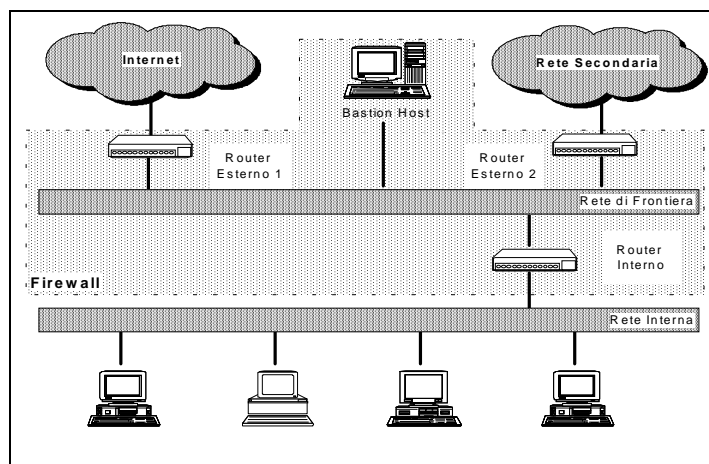 Internet
Rete Secondaria
Bastion Host
Router
Esterno 1
Router
Esterno 2
Rete di Frontiera
Router
Interno
Firewall
Rete Interna